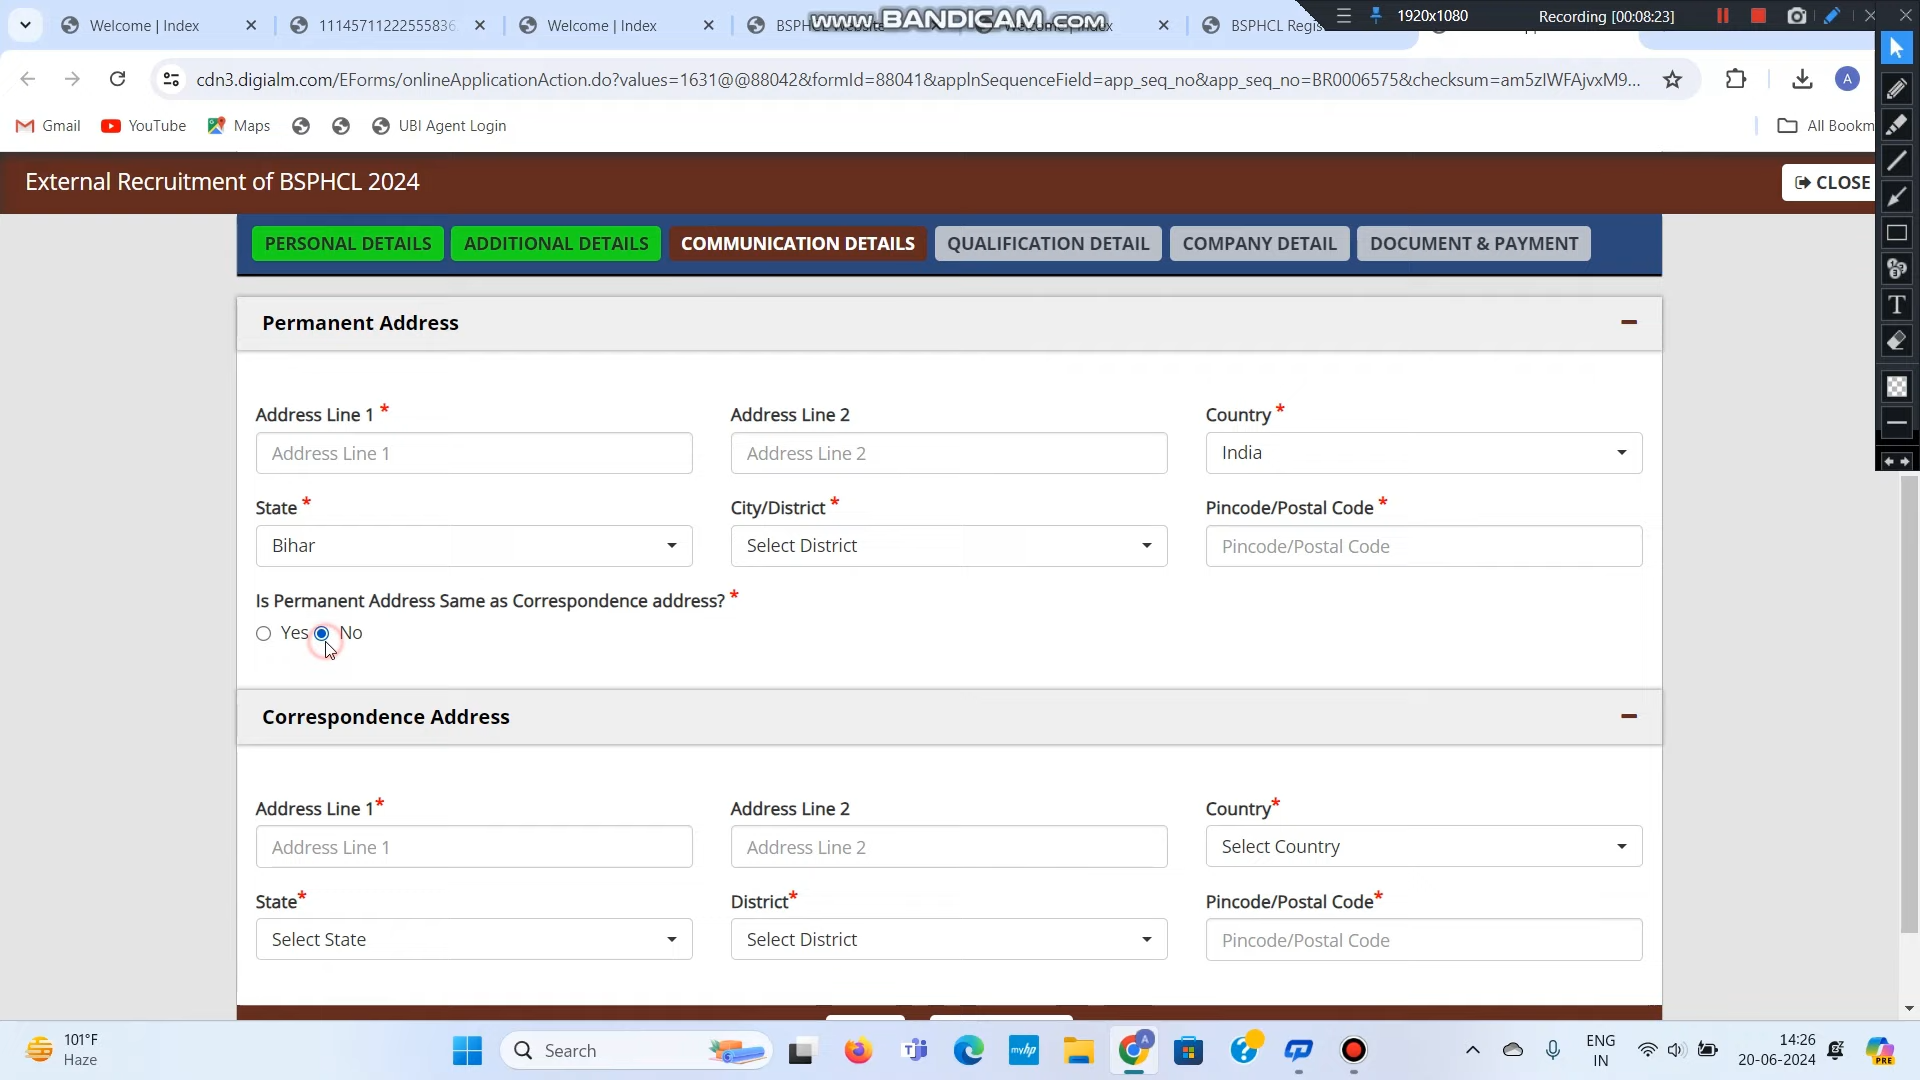 www.BANDICAM.com
1920x1080
Recording [00:08:23]
Welcome | Index
11145711222555836
Welcome | Index
BSPHCL Website
Welcome | Index
BSPHCL Regis
cdn3.digialm.com/EForms/onlineApplicationAction.do?values=1631@@88042&formId=88041&appInSequenceField=app_seq_no&app_seq_no=BR0006575&checksum=am5zIWFAjvxM9...
A
Gmail
YouTube
Maps
UBI Agent Login
All Bookm
External Recruitment of BSPHCL 2024
CLOSE
PERSONAL DETAILS
ADDITIONAL DETAILS
COMMUNICATION DETAILS
QUALIFICATION DETAIL
COMPANY DETAIL
DOCUMENT & PAYMENT
T
Permanent Address
Address Line 1 *
Address Line 2
Country *
Address Line 1
Address Line 2
India
State *
City/District *
Pincode/Postal Code *
Bihar
Select District
Pincode/Postal Code
Is Permanent Address Same as Correspondence address? *
Yes No
Correspondence Address
Address Line 1*
Address Line 2
Country*
Address Line 1
Address Line 2
Select Country
State*
District*
Pincode/Postal Code*
Select State
Select District
Pincode/Postal Code
101°F
Haze
Search
myhp
A
ENG
IN
14:26
20-06-2024
PRE